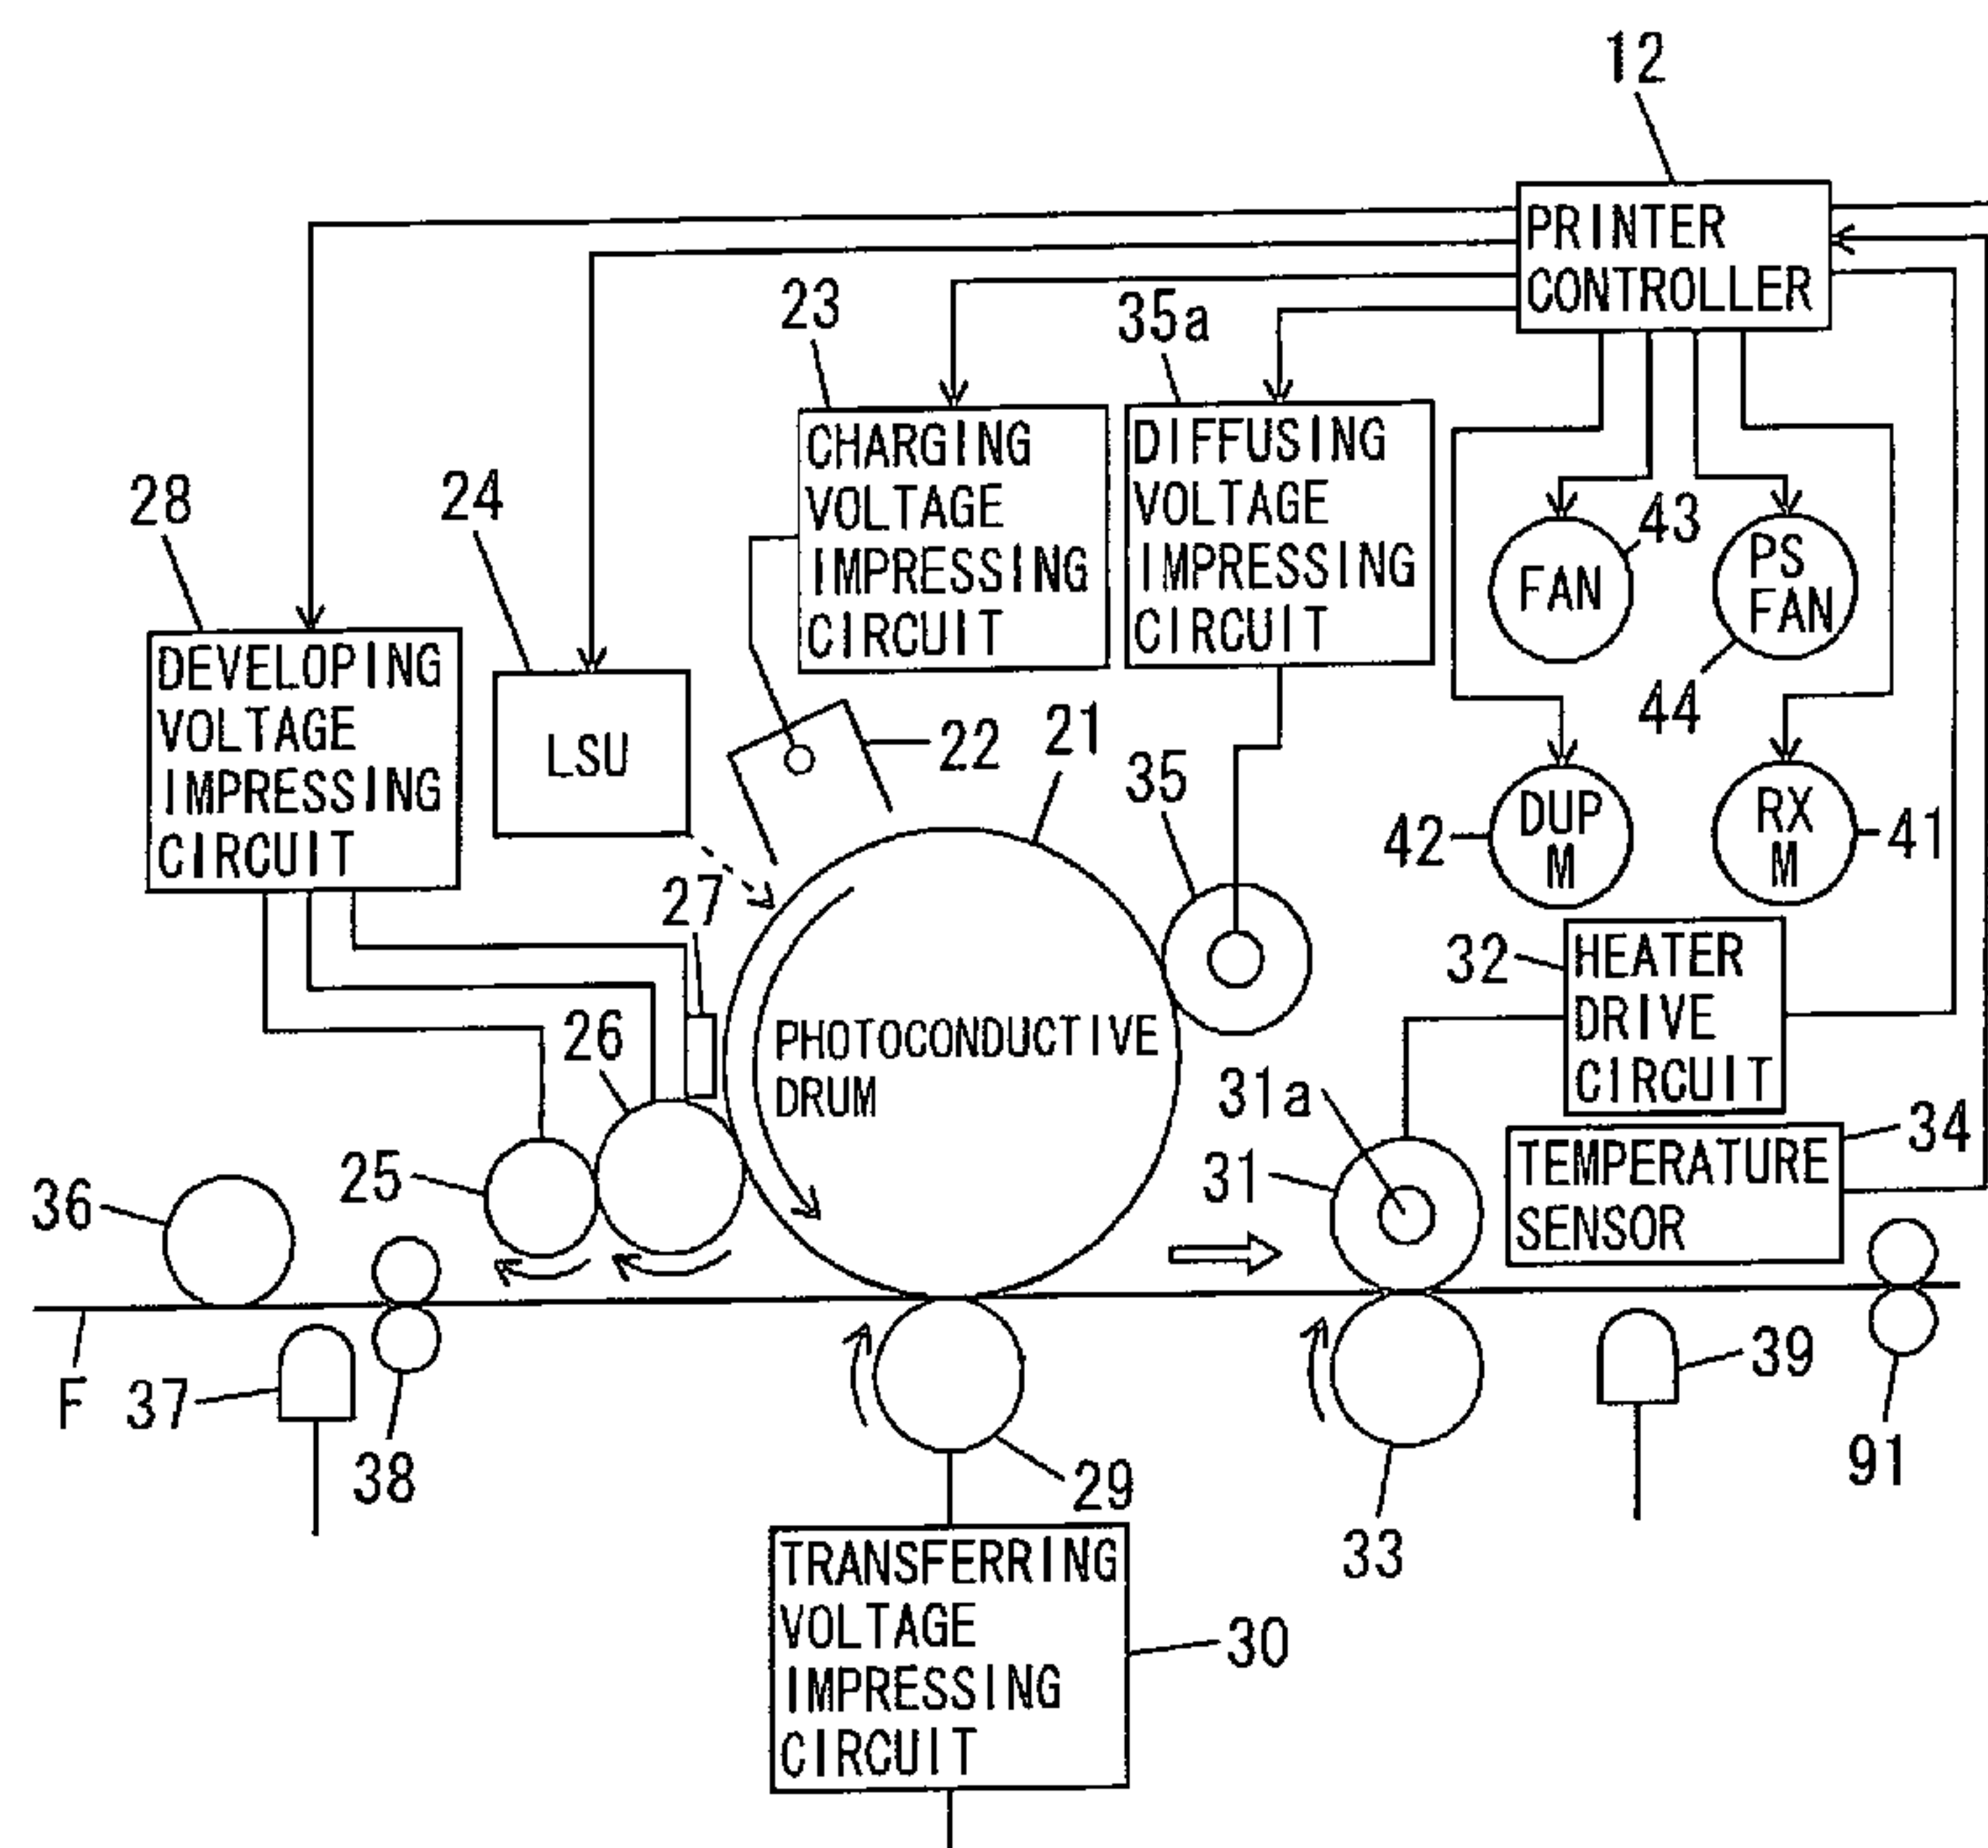 12
PRINTER
CONTROLLER
23
35a
CHARGING
VOLTAGE
IMPRESSING
CIRCUIT
DIFFUSING
VOLTAGE
IMPRESSING
CIRCUIT
28
24
43
FAN
PS
FAN
44
DEVELOPING
VOLTAGE
IMPRESSING
CIRCUIT
LSU
22
21
35
42
DUP
M
RX
M
41
27
32
HEATER
DRIVE
CIRCUIT
26
PHOTOCONDUCTIVE
DRUM
31a
34
25
31
TEMPERATURE
SENSOR
36
F
37
38
29
33
39
91
TRANSFERRING
VOLTAGE
IMPRESSING
CIRCUIT
30